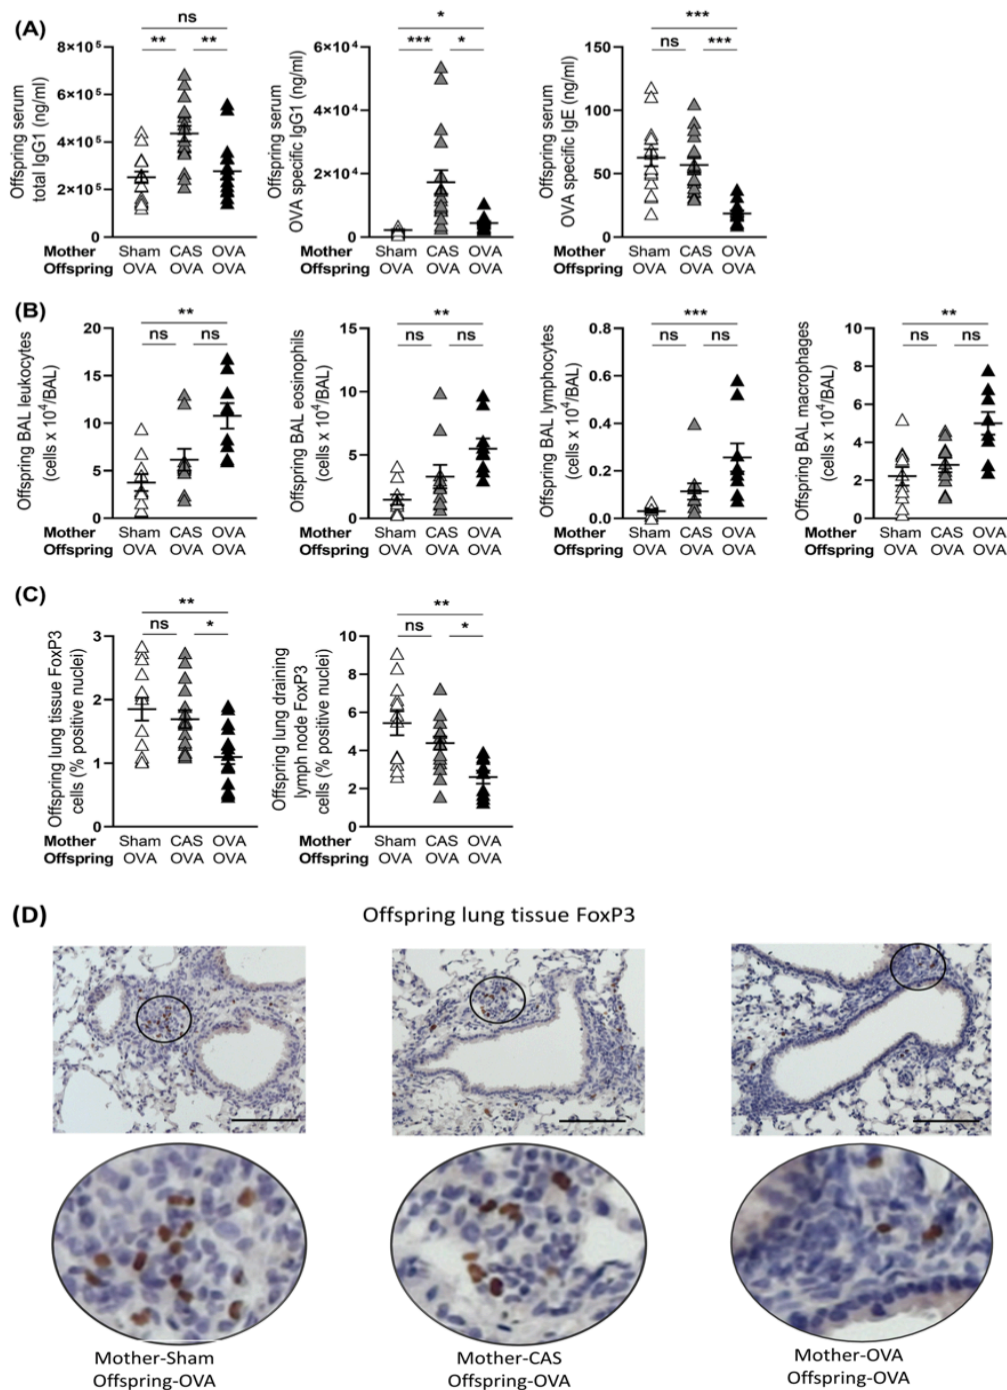 (A)
ns
** **
Offspring serum
total IgG1 (ng/ml)
8×10⁵
6×10⁵
4×10⁵
2×10⁵
0
Mother Sham CAS OVA
Offspring OVA OVA OVA
*
*** *
Offspring serum
OVA specific IgG1 (ng/ml)
6×10⁴
4×10⁴
2×10⁴
0
Mother Sham CAS OVA
Offspring OVA OVA OVA
***
ns ***
Offspring serum
OVA specific IgE (ng/ml)
150
100
50
0
Mother Sham CAS OVA
Offspring OVA OVA OVA
(B)
**
ns ns
Offspring BAL leukocytes
(cells x 10⁴/BAL)
20
15
10
5
0
Mother Sham CAS OVA
Offspring OVA OVA OVA
**
ns ns
Offspring BAL eosinophils
(cells x 10⁴/BAL)
15
10
5
0
Mother Sham CAS OVA
Offspring OVA OVA OVA
***
ns ns
Offspring BAL lymphocytes
(cells x 10⁴/BAL)
0.8
0.6
0.4
0.2
0.0
Mother Sham CAS OVA
Offspring OVA OVA OVA
**
ns ns
Offspring BAL macrophages
(cells x 10⁴/BAL)
10
8
6
4
2
0
Mother Sham CAS OVA
Offspring OVA OVA OVA
(C)
**
ns *
Offspring lung tissue FoxP3
cells (% positive nuclei)
3
2
1
0
Mother Sham CAS OVA
Offspring OVA OVA OVA
**
ns *
Offspring lung draining
lymph node FoxP3
cells (% positive nuclei)
10
8
6
4
2
0
Mother Sham CAS OVA
Offspring OVA OVA OVA
(D)
Offspring lung tissue FoxP3
Mother-Sham
Offspring-OVA
Mother-CAS
Offspring-OVA
Mother-OVA
Offspring-OVA